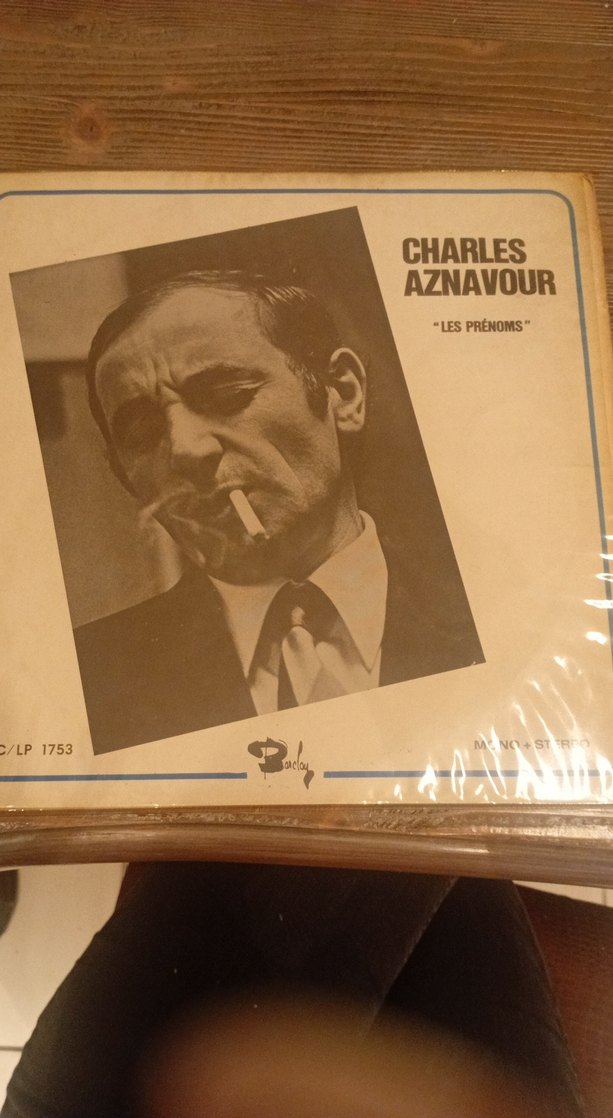 CHARLES
AZNAVOUR
"LES PRÉNOMS"
C/LP 1753
Barclay
MONO + STEREO